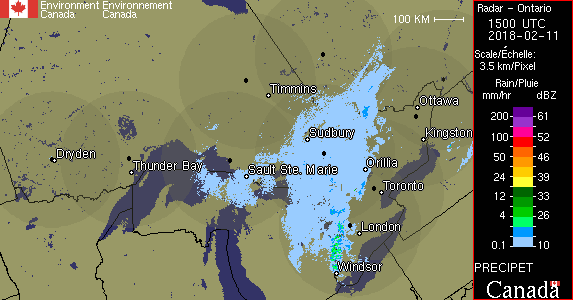 Environment Environnement
Canada Canada
100 KM
Timmins
Ottawa
Sudbury
Kingston
Dryden
Thunder Bay
Sault Ste. Marie
Orillia
Toronto
London
Windsor
Radar - Ontario
1500 UTC
2018-02-11
Scale/Échelle:
3.5 km/Pixel
Rain/Pluie
mm/hr dBZ
200 61
100 52
50 46
24 39
12 34
4 26
0.1 10
PRECIPET
Canada